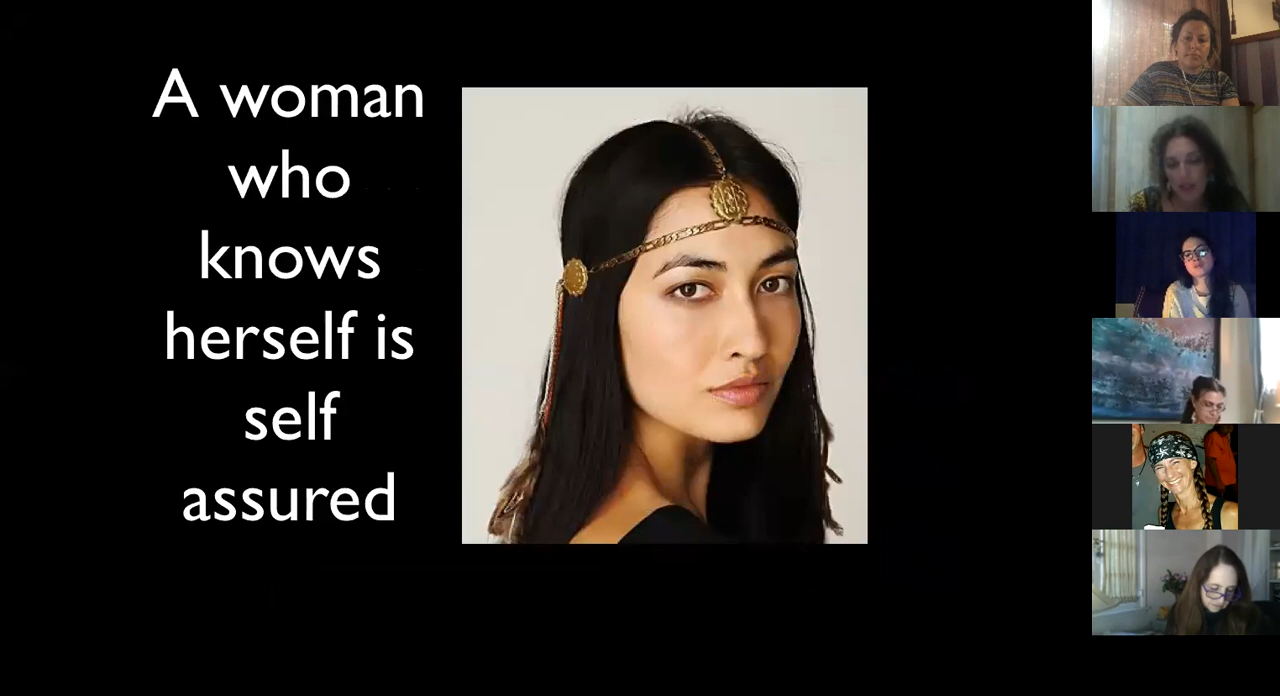 A woman
who
knows
herself is
self
assured